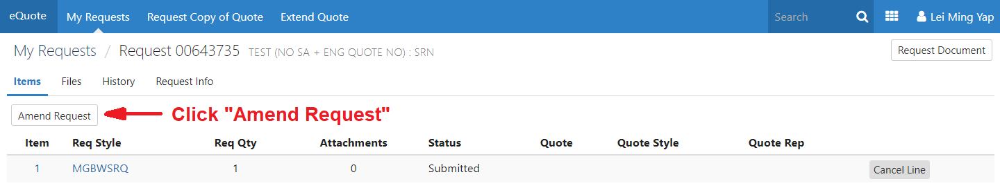 eQuote My Requests Request Copy of Quote Extend Quote Search Lei Ming Yap
My Requests / Request 00643735 TEST (NO SA + ENG QUOTE NO) : SRN Request Document
Items Files History Request Info
Amend Request Click "Amend Request"
Item Req Style Req Qty Attachments Status Quote Quote Style Quote Rep
1 MGBWSRQ 1 0 Submitted Cancel Line